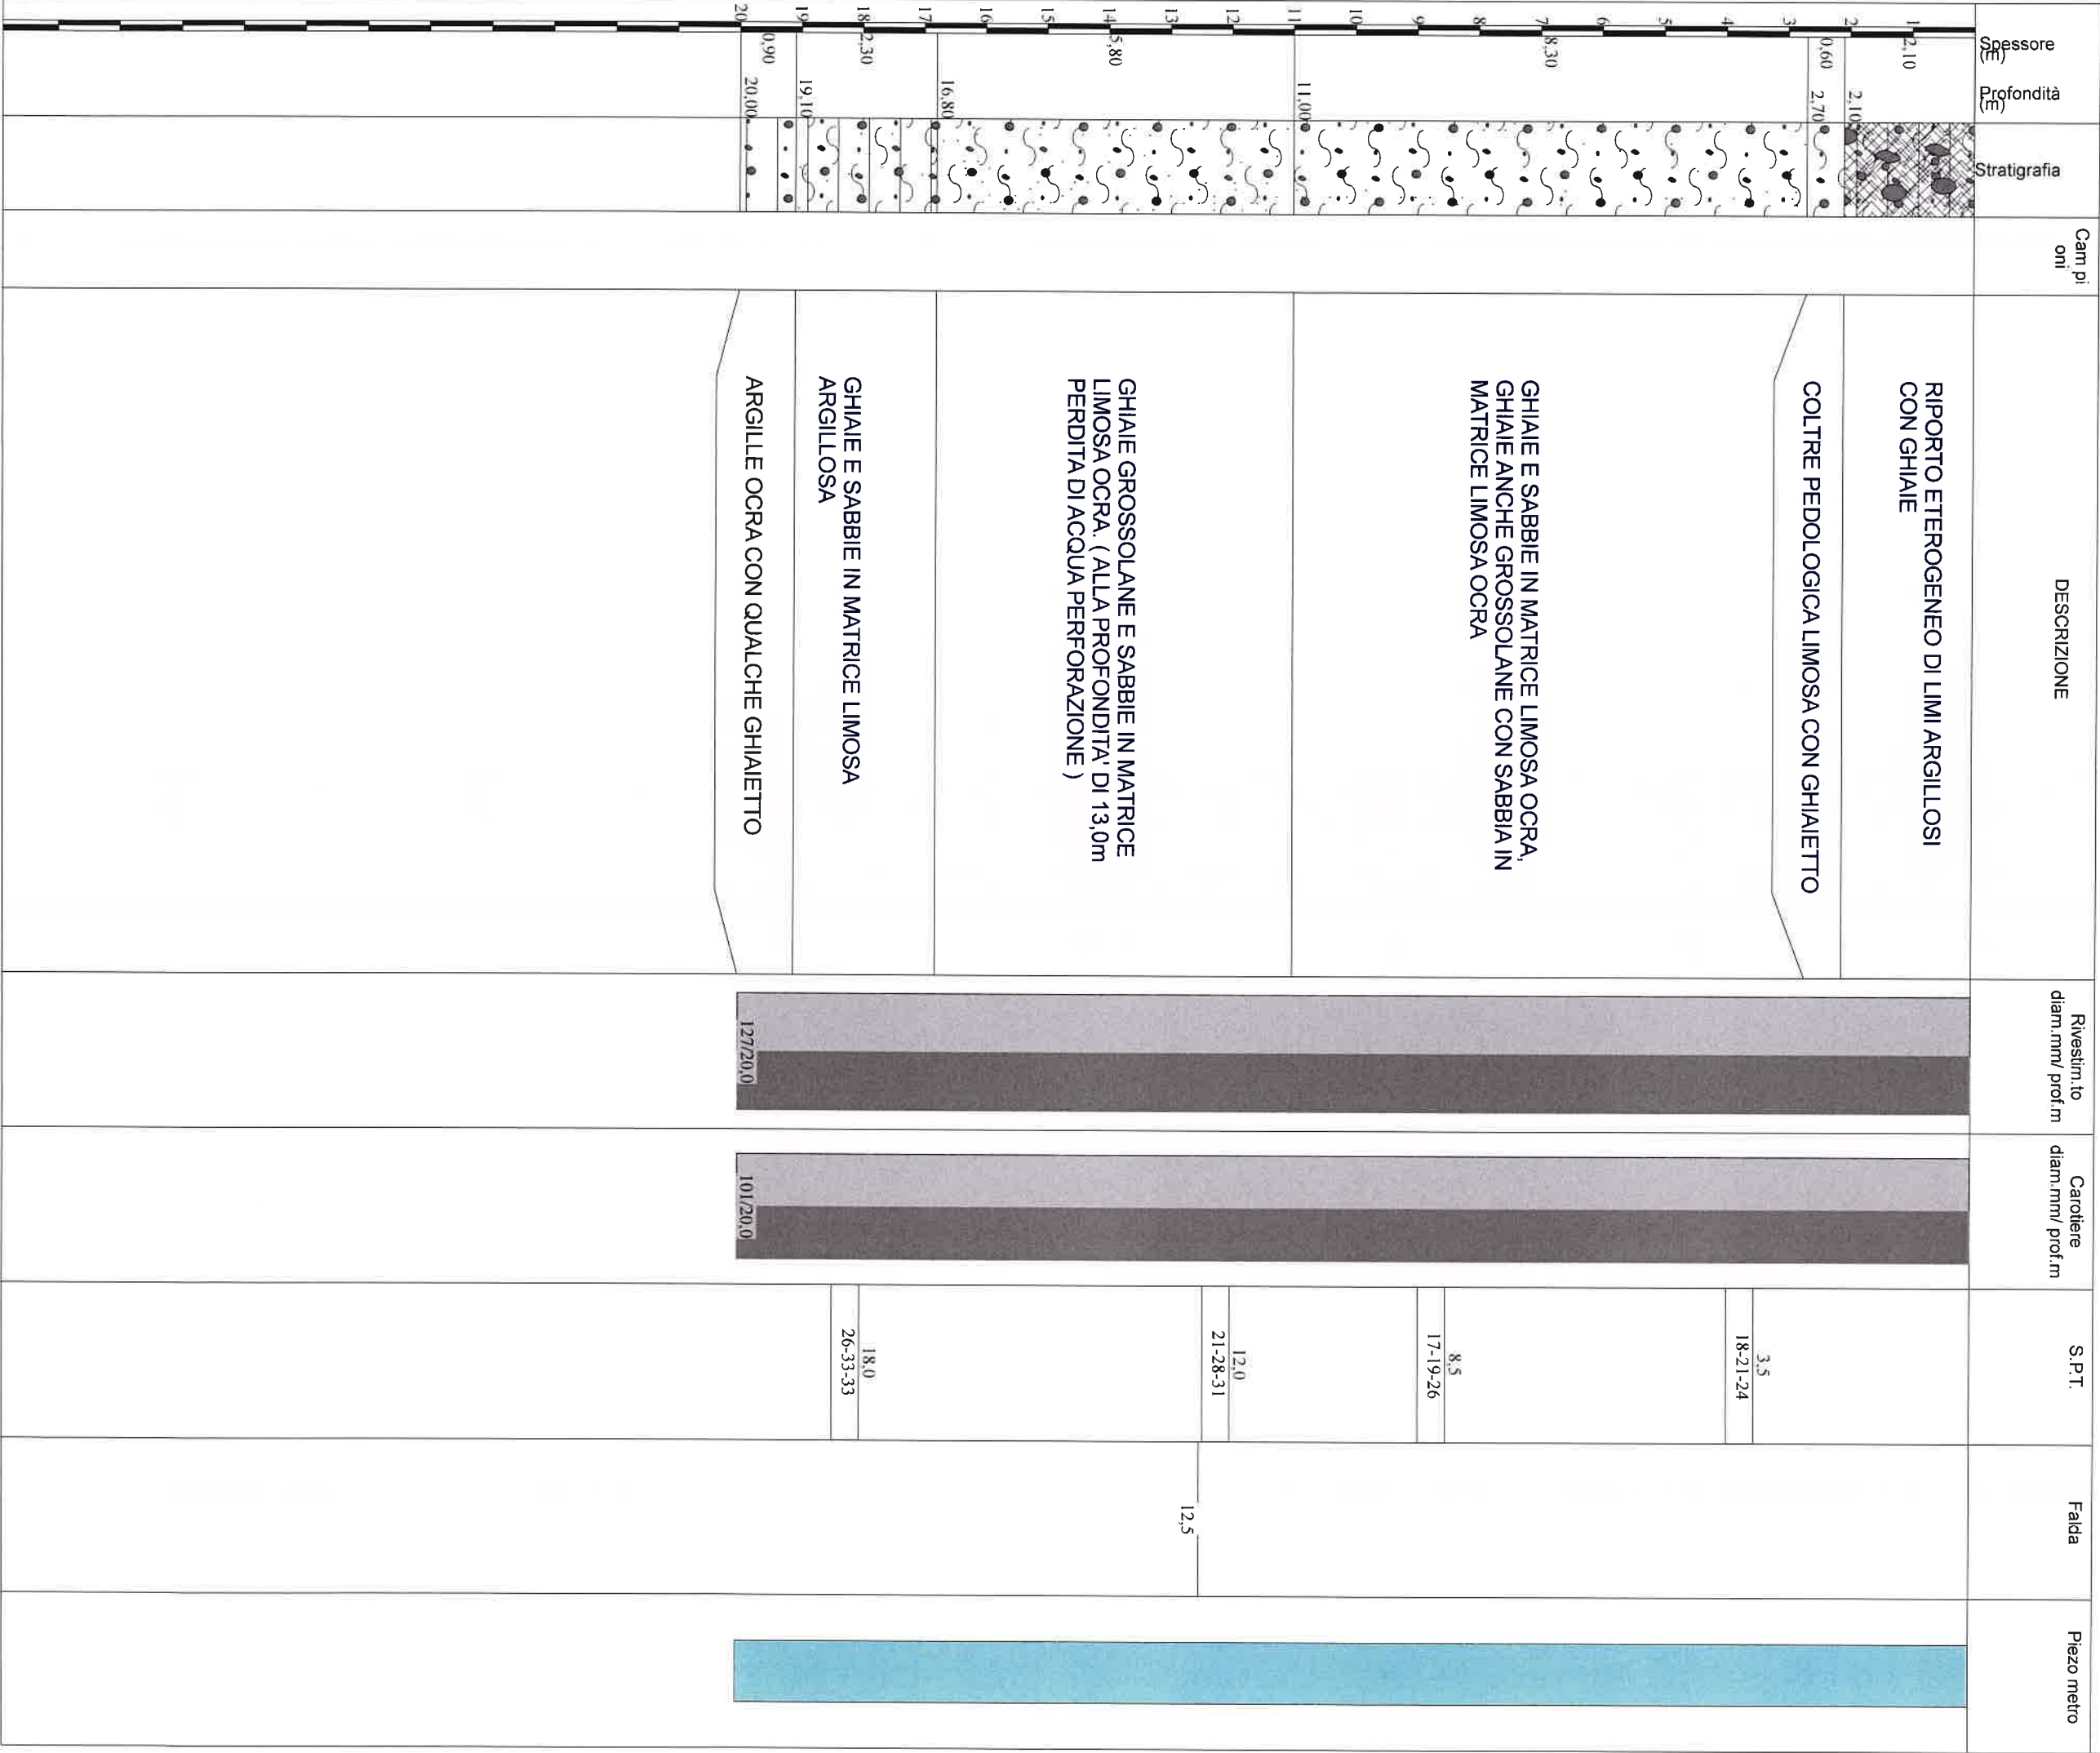 Spessore
(m)
Profondità
(m)
Stratigrafia
Cam pi
oni
DESCRIZIONE
Rivestim.to
diam.mm/ prof.m
Carotiere
diam.mm/ prof.m
S.P.T.
Falda
Piezo metro
1
2
3
4
5
6
7
8
9
10
11
12
13
14
15
16
17
18
19
20
2,10
2,10
RIPORTO ETEROGENEO DI LIMI ARGILLOSI
CON GHIAIE
0,60
2,70
COLTRE PEDOLOGICA LIMOSA CON GHIAIETTO
8,30
11,00
GHIAIE E SABBIE IN MATRICE LIMOSA OCRA,
GHIAIE ANCHE GROSSOLANE CON SABBIA IN
MATRICE LIMOSA OCRA
5,80
16,80
GHIAIE GROSSOLANE E SABBIE IN MATRICE
LIMOSA OCRA. ( ALLA PROFONDITA' DI 13,0m
PERDITA DI ACQUA PERFORAZIONE )
2,30
19,10
GHIAIE E SABBIE IN MATRICE LIMOSA
ARGILLOSA
0,90
20,00
ARGILLE OCRA CON QUALCHE GHIAIETTO
127/20,0
101/20,0
3,5
18-21-24
8,5
17-19-26
12,0
21-28-31
18,0
26-33-33
12,5